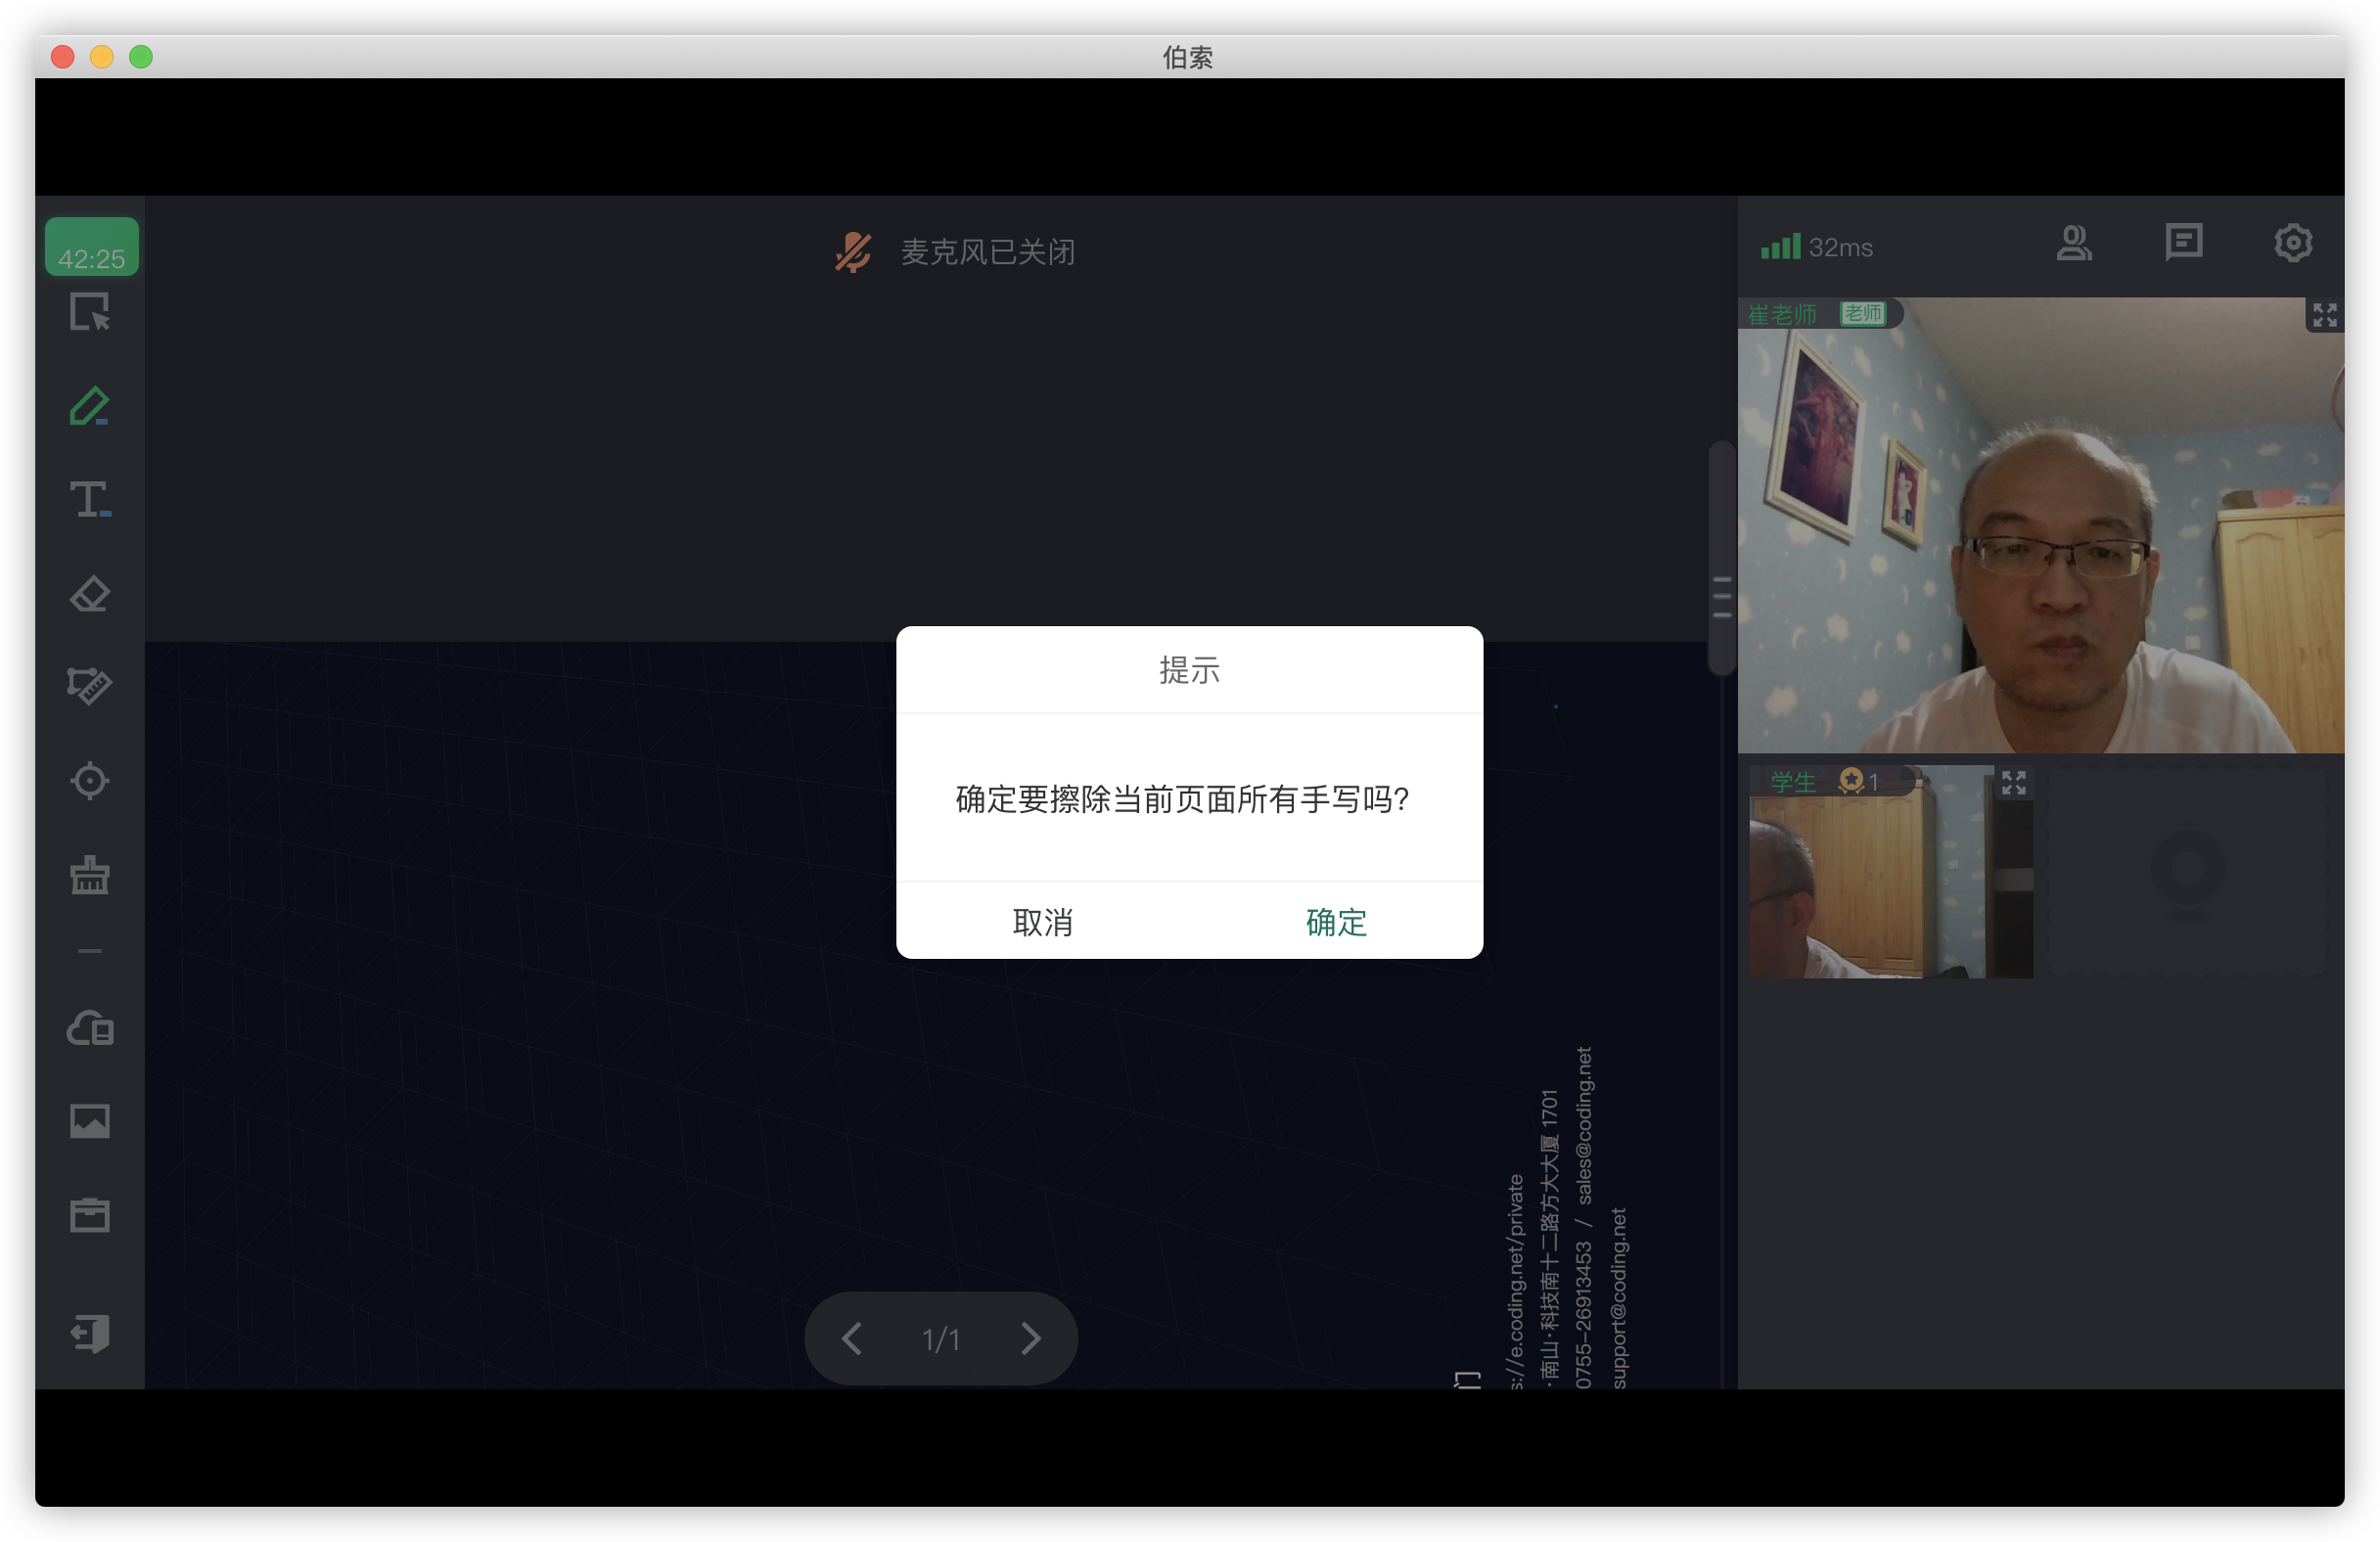 伯索
42:25
麦克风已关闭
32ms
崔老师 老师
学生 1
提示
确定要擦除当前页面所有手写吗?
取消 确定
1/1
门
s://e.coding.net/private
·南山·科技南十二路方大大厦 1701
0755-26913453 / sales@coding.net
support@coding.net